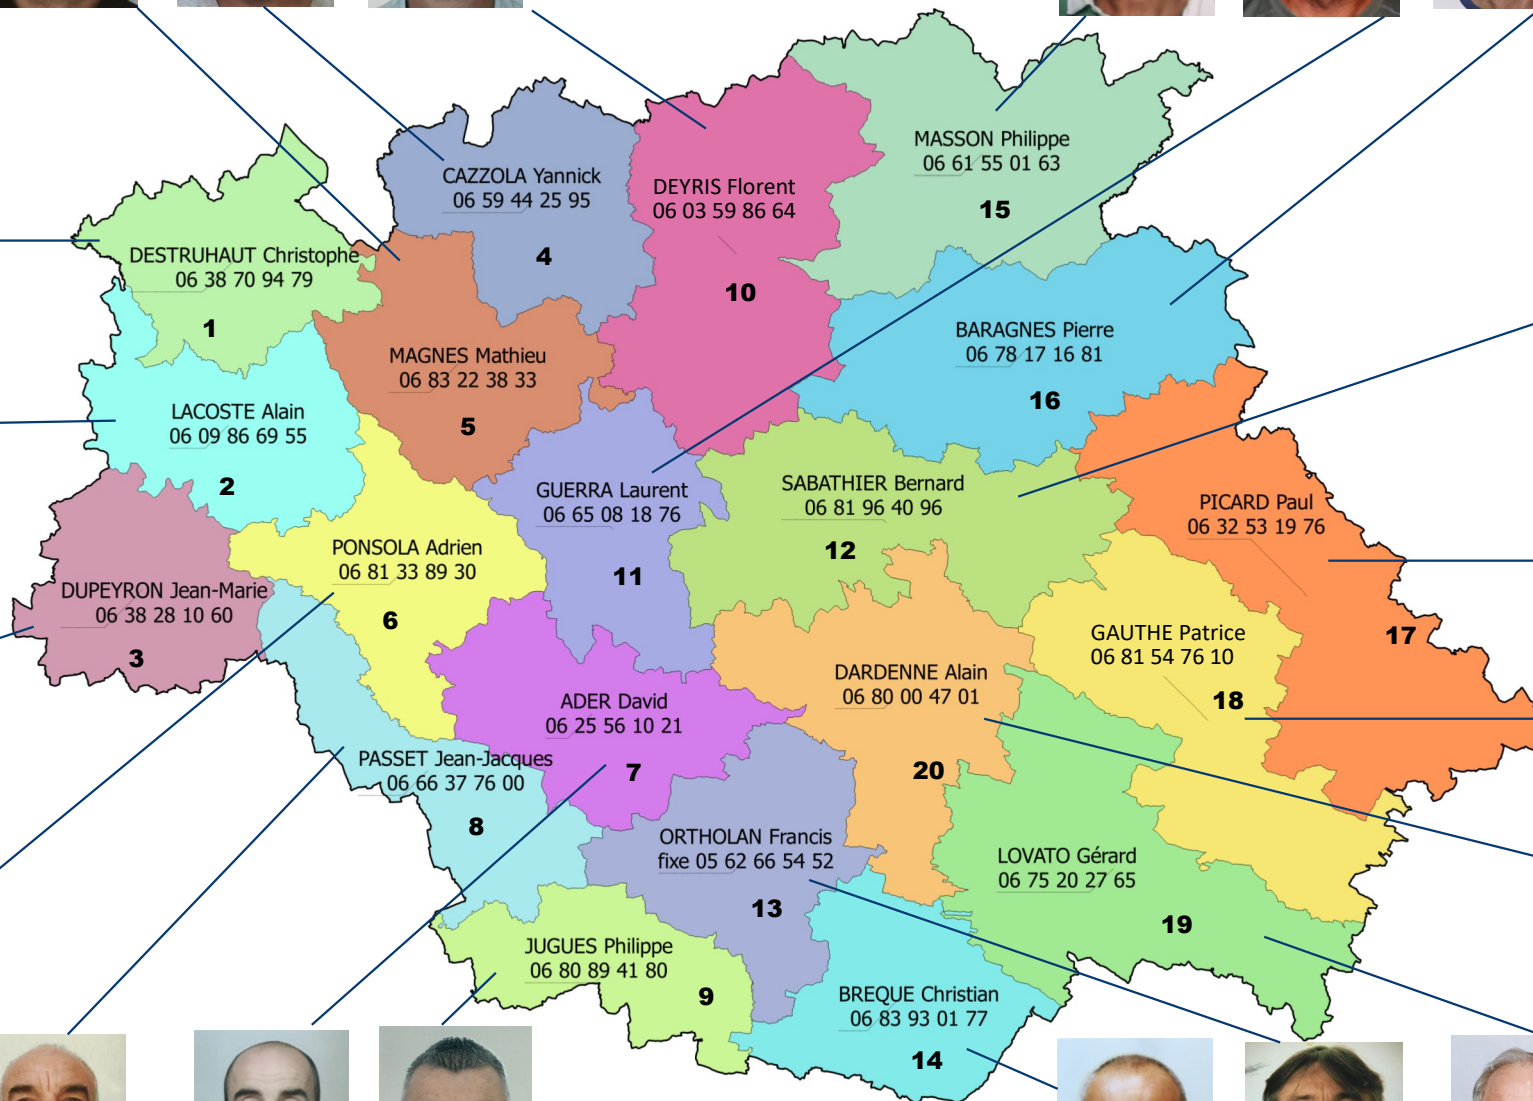 MASSON Philippe
06 61 55 01 63
15
CAZZOLA Yannick
06 59 44 25 95
4
DEYRIS Florent
06 03 59 86 64
10
DESTRUHAUT Christophe
06 38 70 94 79
1
BARAGNES Pierre
06 78 17 16 81
16
MAGNES Mathieu
06 83 22 38 33
5
LACOSTE Alain
06 09 86 69 55
2
GUERRA Laurent
06 65 08 18 76
11
SABATHIER Bernard
06 81 96 40 96
12
PICARD Paul
06 32 53 19 76
17
PONSOLA Adrien
06 81 33 89 30
6
DUPEYRON Jean-Marie
06 38 28 10 60
3
GAUTHE Patrice
06 81 54 76 10
18
DARDENNE Alain
06 80 00 47 01
20
ADER David
06 25 56 10 21
7
PASSET Jean-Jacques
06 66 37 76 00
8
ORTHOLAN Francis
fixe 05 62 66 54 52
13
LOVATO Gérard
06 75 20 27 65
19
JUGUES Philippe
06 80 89 41 80
9
BREQUE Christian
06 83 93 01 77
14